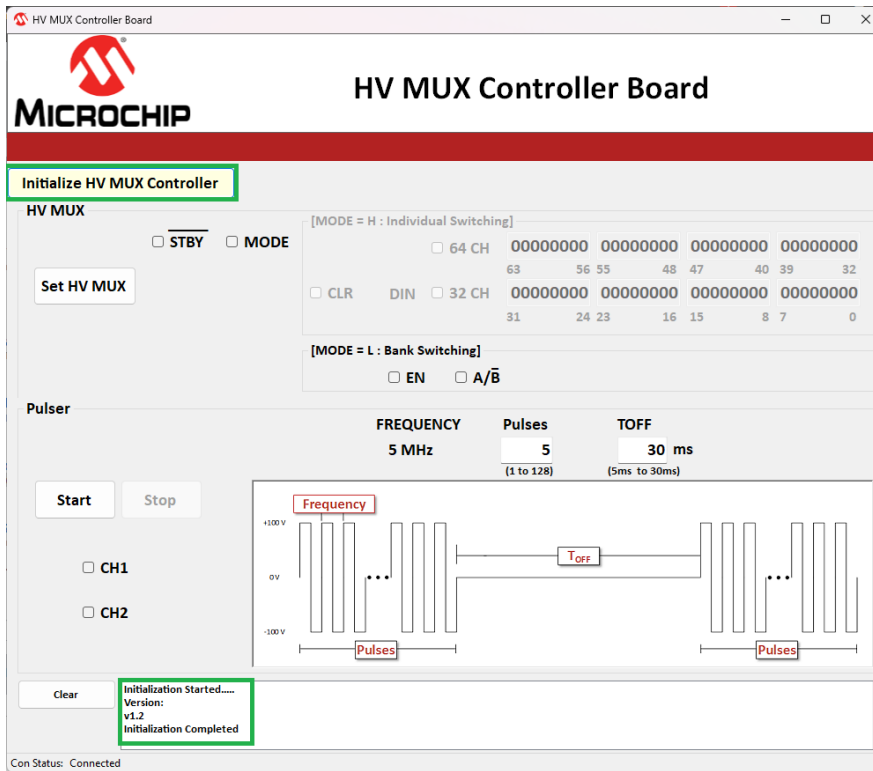 HV MUX Controller Board
MICROCHIP
HV MUX Controller Board
Initialize HV MUX Controller
HV MUX
STBY MODE
Set HV MUX
[MODE = H : Individual Switching]
64 CH 00000000 00000000 00000000 00000000
63 56 55 48 47 40 39 32
CLR DIN 32 CH 00000000 00000000 00000000 00000000
31 24 23 16 15 8 7 0
[MODE = L : Bank Switching]
EN A/B̅
Pulser
FREQUENCY Pulses TOFF
5 MHz 5 30 ms
(1 to 128) (5ms to 30ms)
Start Stop
CH1
CH2
Frequency
+100 V
0 V
-100 V
TOFF
Pulses Pulses
Clear
Initialization Started.....
Version:
v1.2
Initialization Completed
Con Status: Connected